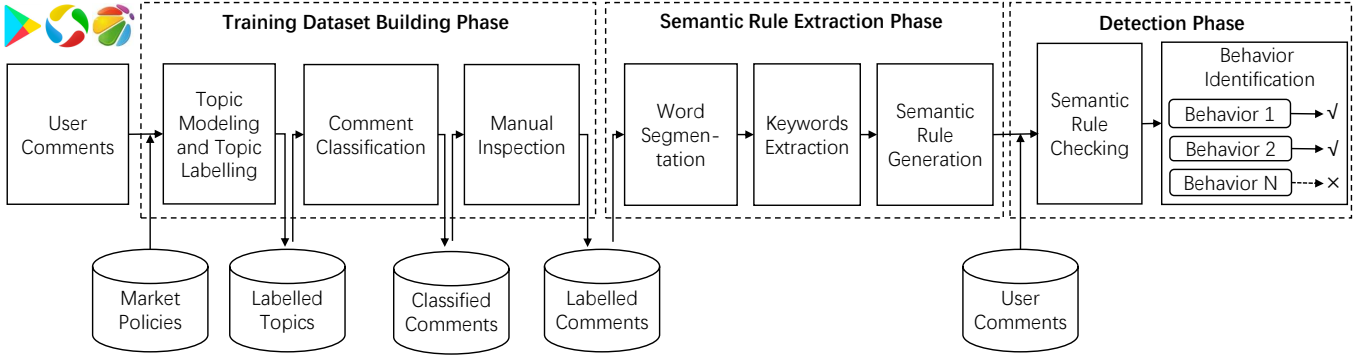 Training Dataset Building Phase
Semantic Rule Extraction Phase
Detection Phase
User
Comments
Topic
Modeling
and Topic
Labelling
Comment
Classification
Manual
Inspection
Word
Segmen-
tation
Keywords
Extraction
Semantic
Rule
Generation
Semantic
Rule
Checking
Behavior
Identification
Behavior 1
√
Behavior 2
√
Behavior N
×
Market
Policies
Labelled
Topics
Classified
Comments
Labelled
Comments
User
Comments